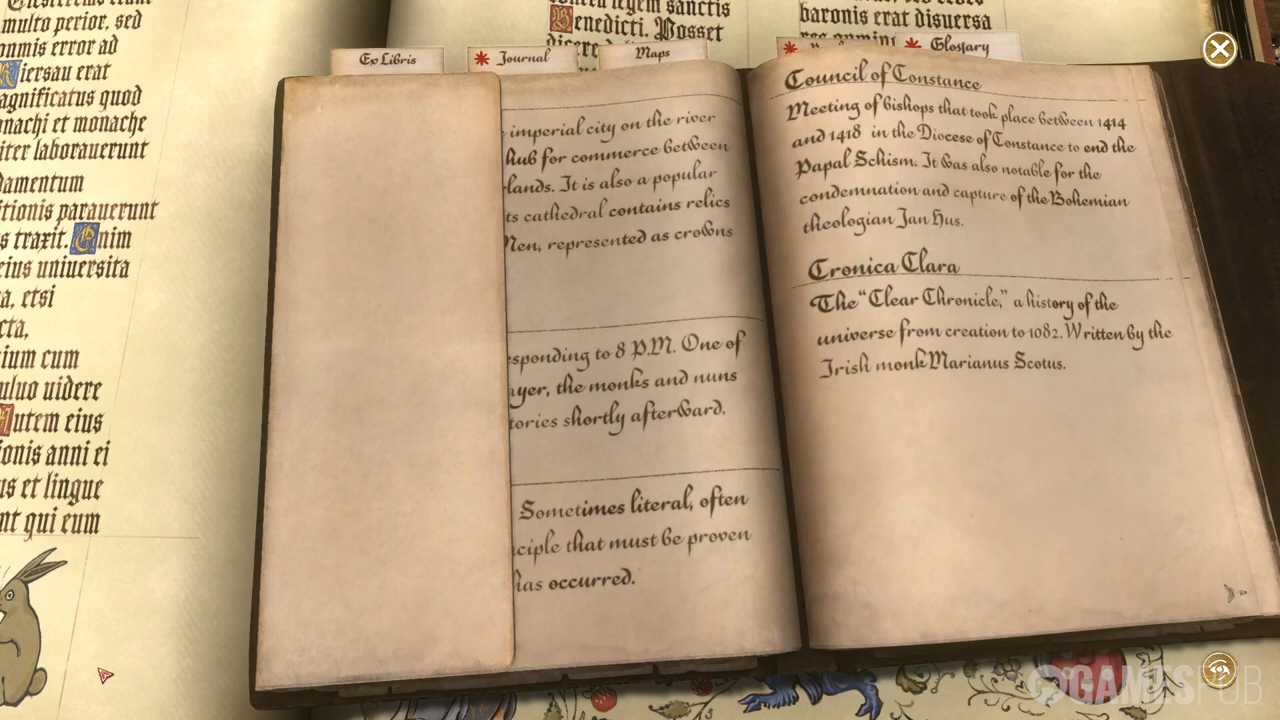 multo perior, sed
omnis error ad
Riersau erat
agnificatus quod
onachi et monache
iter laborauerunt
damentum
itionis parauerunt
s traxit. Enim
eius uniuersita
a, etsi
cta,
ium cum
uluo uidere
Autem eius
ionis anni ei
us et lingue
nt qui eum
contra legem sanctis
Benedicti. Posset
dicere
baronis erat disuersa
Ex Libris
Journal
Maps
Glossary
imperial city on the river
hub for commerce between
lands. It is also a popular
ts cathedral contains relics
Men, represented as crowns
esponding to 8 P.M. One of
ayer, the monks and nuns
tories shortly afterward.
Sometimes literal, often
ciple that must be proven
has occurred.
Council of Constance
Meeting of bishops that took place between 1414
and 1418 in the Diocese of Constance to end the
Papal Schism. It was also notable for the
condemnation and capture of the Bohemian
theologian Jan Hus.
Cronica Clara
The "Clear Chronicle," a history of the
universe from creation to 1082. Written by the
Irish monk Marianus Scotus.
GAMESPUB